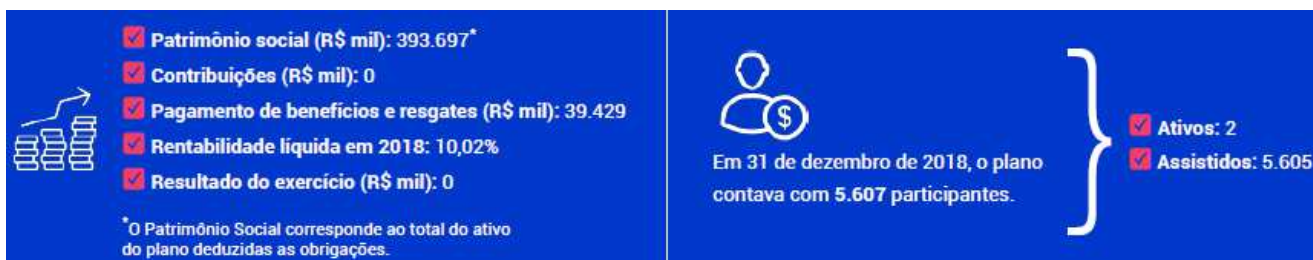 Patrimônio social (R$ mil): 393.697*
Contribuições (R$ mil): 0
Pagamento de benefícios e resgates (R$ mil): 39.429
Rentabilidade líquida em 2018: 10,02%
Resultado do exercício (R$ mil): 0
*O Patrimônio Social corresponde ao total do ativo
do plano deduzidas as obrigações.
$
Em 31 de dezembro de 2018, o plano
contava com 5.607 participantes.
Ativos: 2
Assistidos: 5.605